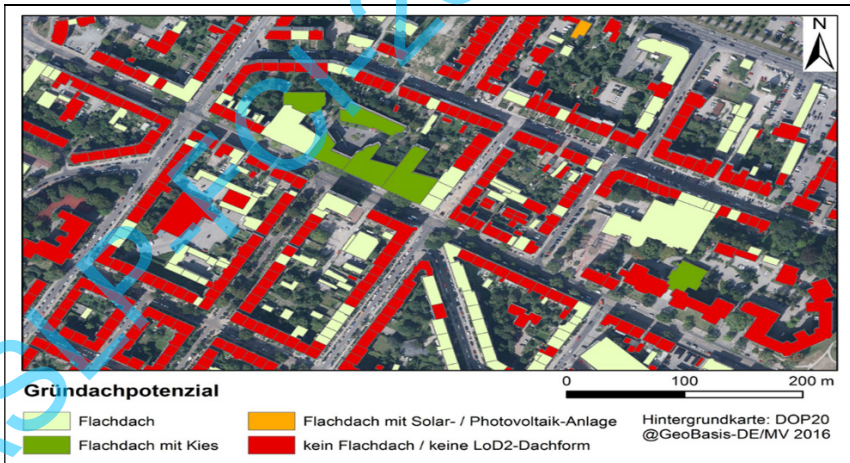 N
Gründachpotenzial
0 100 200 m
Flachdach
Flachdach mit Solar- / Photovoltaik-Anlage
Hintergrundkarte: DOP20
Flachdach mit Kies
kein Flachdach / keine LoD2-Dachform
@GeoBasis-DE/MV 2016